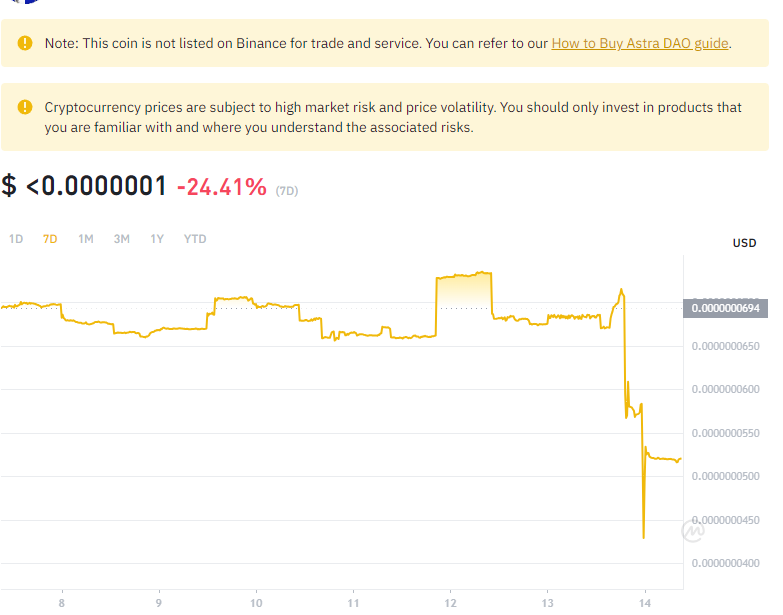 Note: This coin is not listed on Binance for trade and service. You can refer to our How to Buy Astra DAO guide.
Cryptocurrency prices are subject to high market risk and price volatility. You should only invest in products that
you are familiar with and where you understand the associated risks.
$ <0.0000001 -24.41% (7D)
1D 7D 1M 3M 1Y YTD
USD
0.0000000694
0.0000000650
0.0000000600
0.0000000550
0.0000000500
0.0000000450
0.0000000400
8 9 10 11 12 13 14